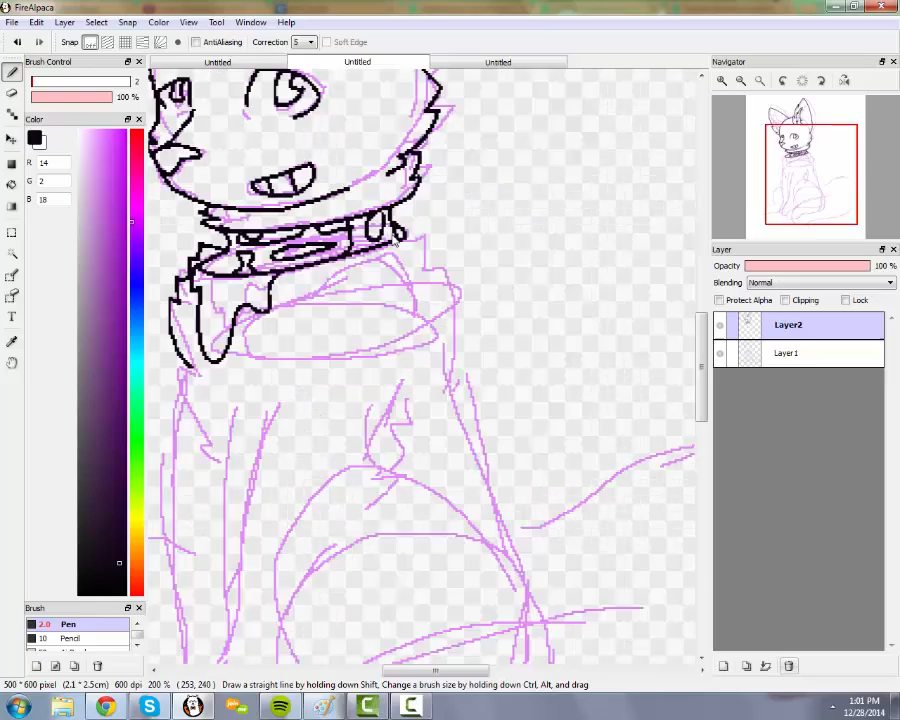 FireAlpaca
File Edit Layer Select Snap Color View Tool Window Help
Snap AntiAliasing Correction 5 Soft Edge
Brush Control
2
100 %
Color
R 14
G 2
B 18
Brush
2.0 Pen
10 Pencil
Untitled Untitled Untitled
Navigator
Layer
Opacity 100 %
Blending Normal
Protect Alpha Clipping Lock
Layer2
Layer1
500 * 600 pixel (2.1 * 2.5cm) 600 dpi 200 % (253, 240) Draw a straight line by holding down Shift, Change a brush size by holding down Ctrl, Alt, and drag
1:01 PM
12/28/2014